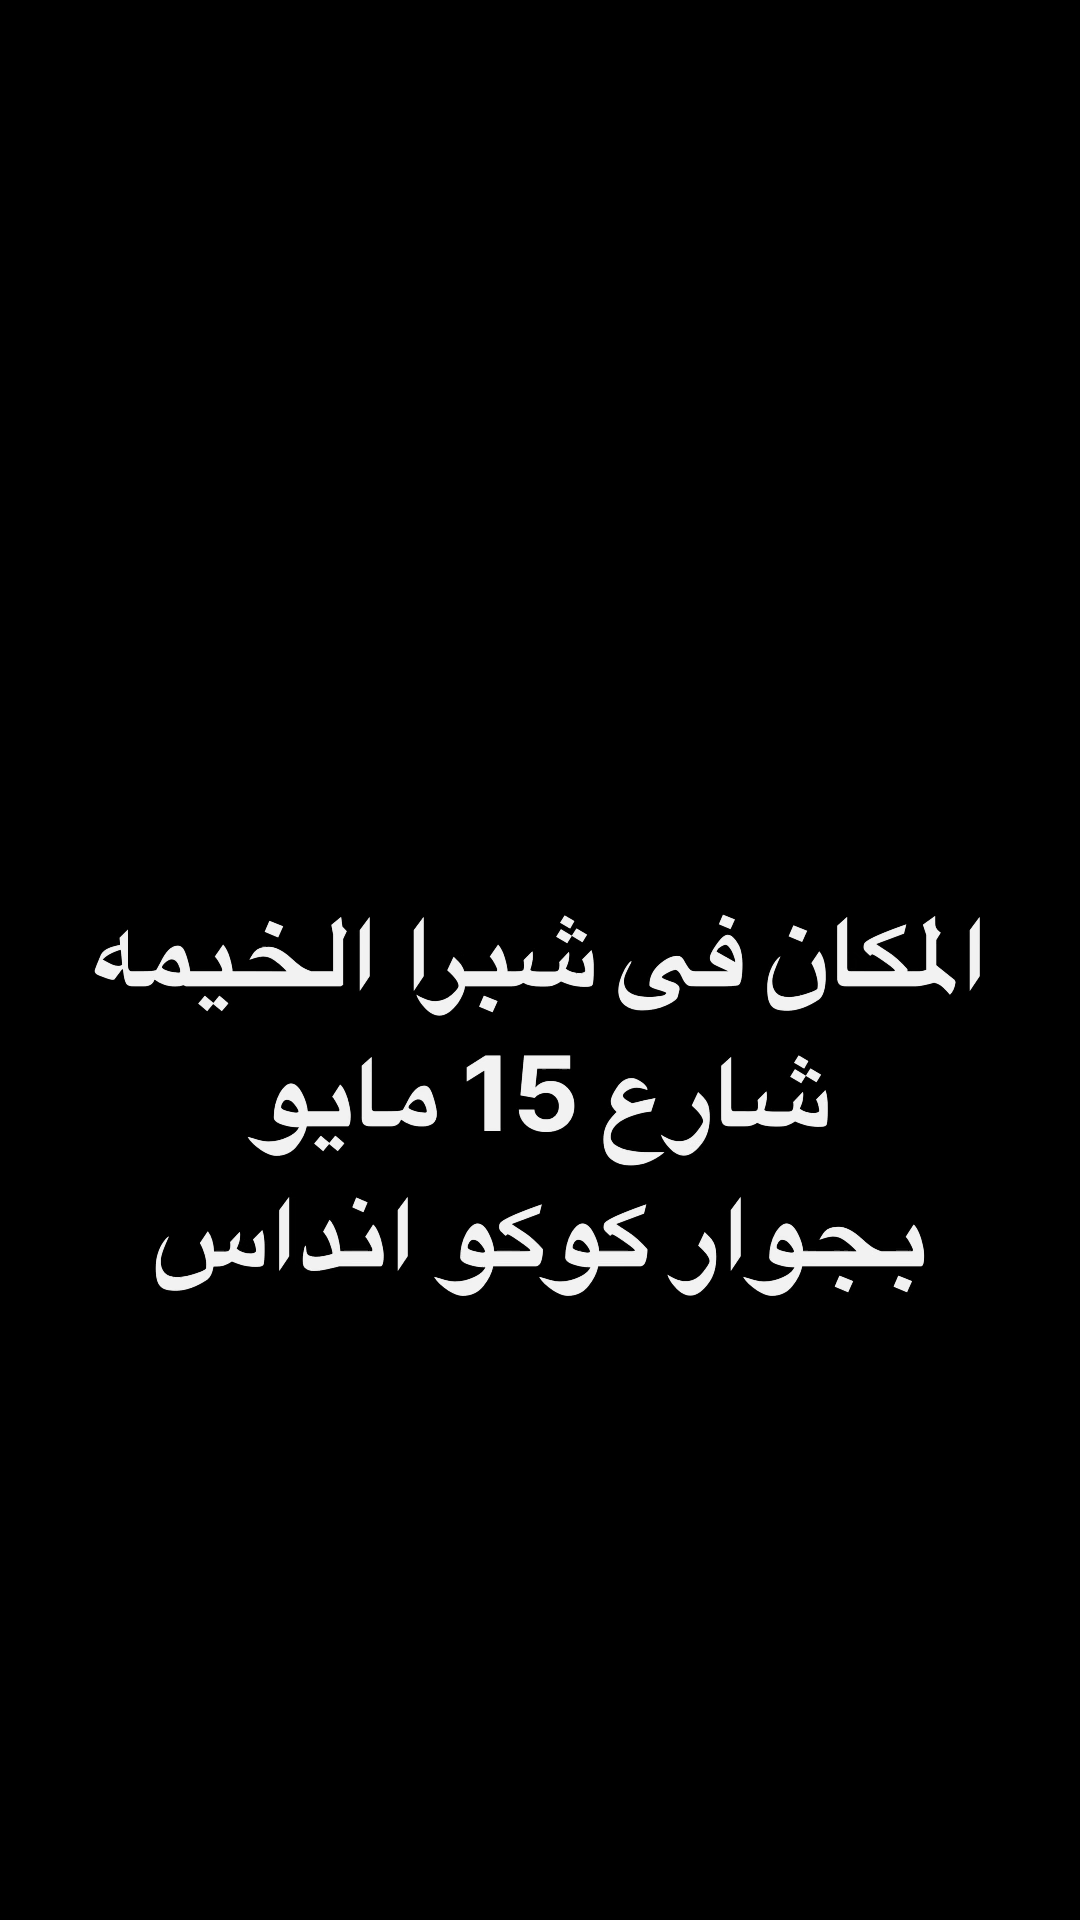 المكان فى شبرا الخيمه
شارع 15 مايو
بجوار كوكو انداس